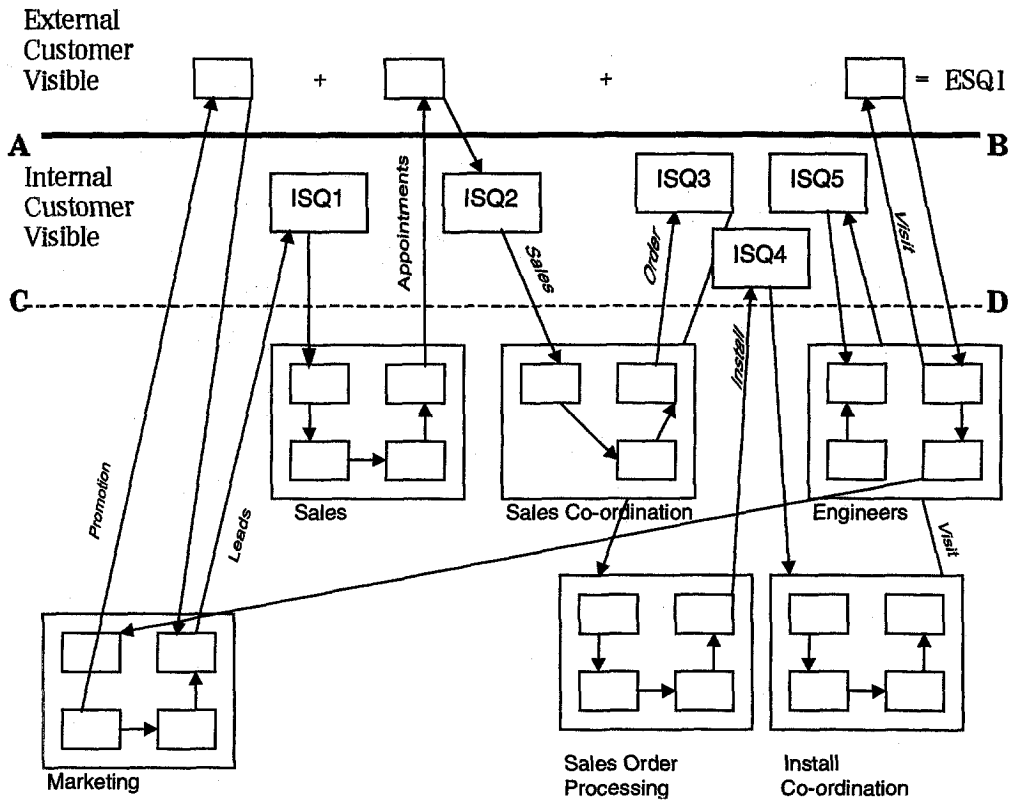 External
Customer
Visible
+
+
= ESQ1
A
B
Internal
Customer
Visible
ISQ1
Appointments
ISQ2
Sales
ISQ3
Order
ISQ4
ISQ5
Visit
C
D
Install
Sales
Sales Co-ordination
Engineers
Promotion
Leads
Visit
Marketing
Sales Order
Processing
Install
Co-ordination